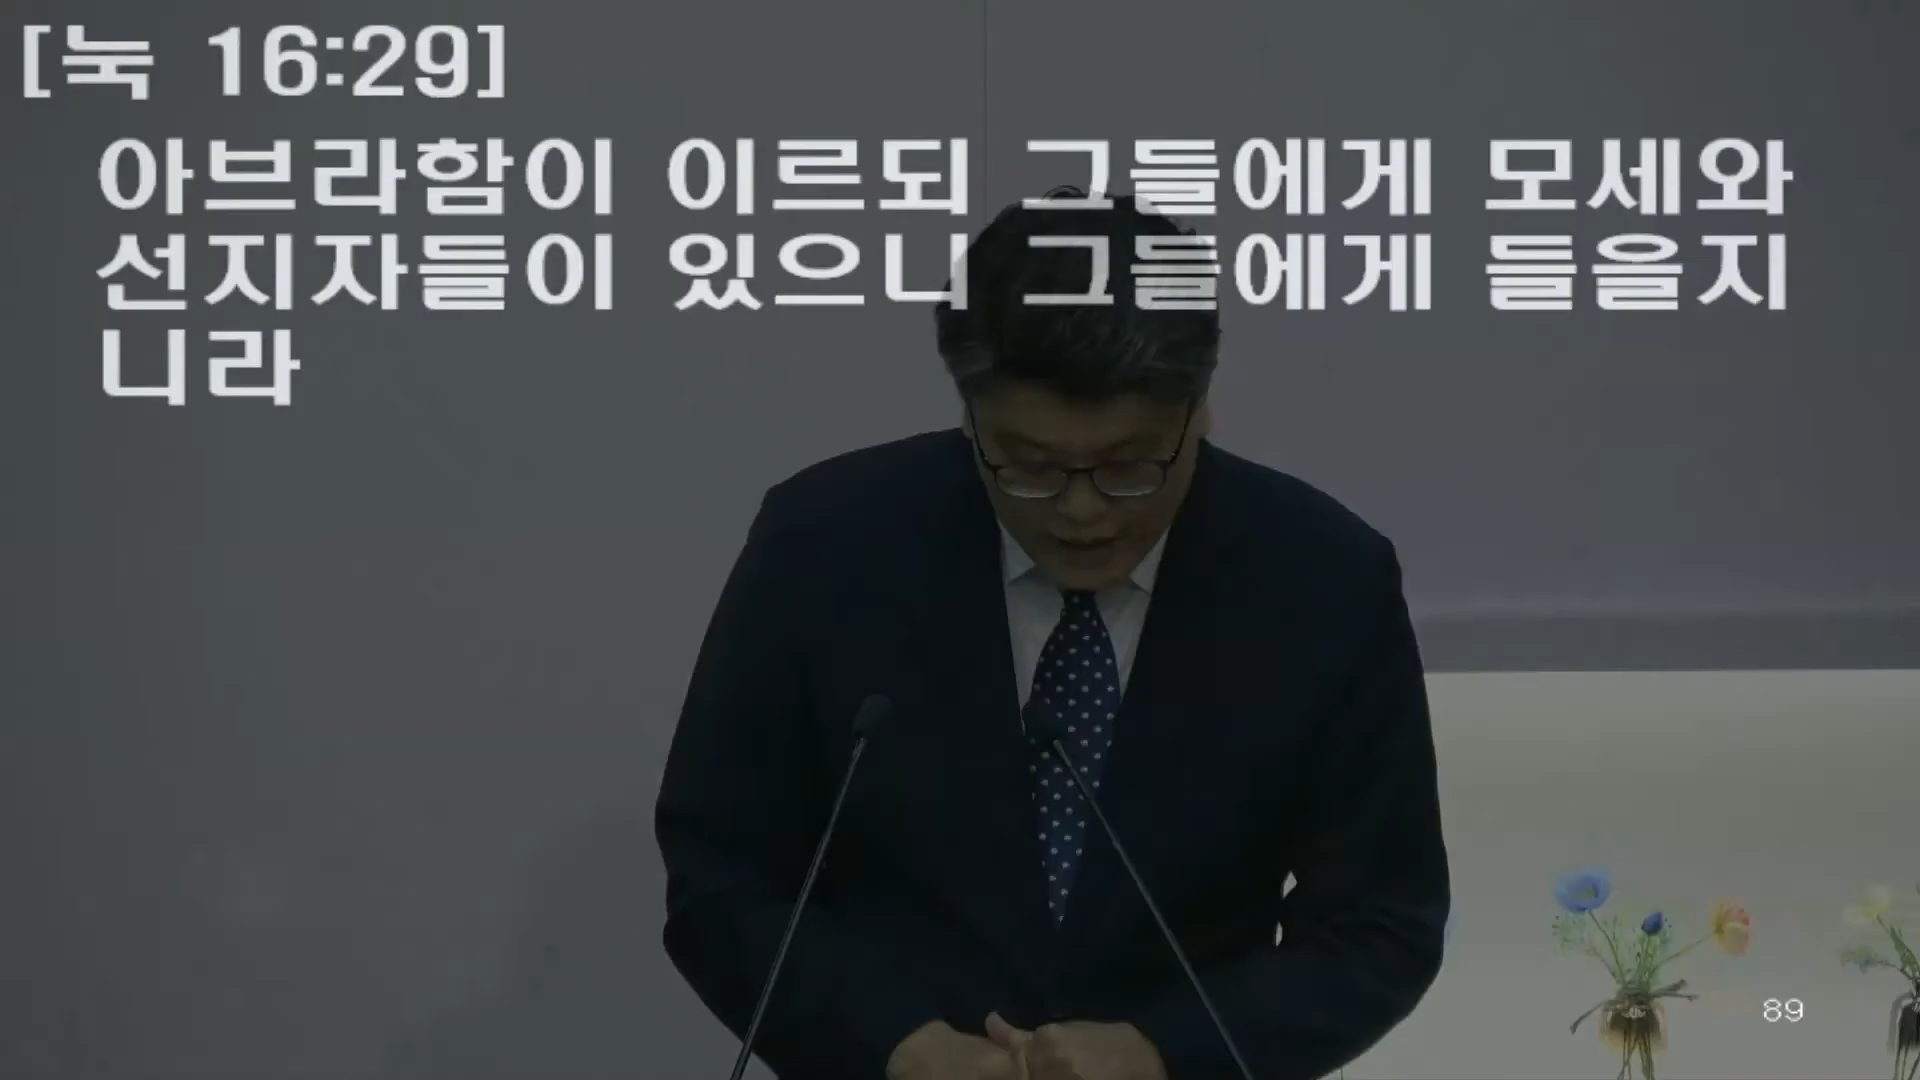 [눅 16:29]
아브라함이 이르되 그들에게 모세와
선지자들이 있으니 그들에게 들을지
니라
89